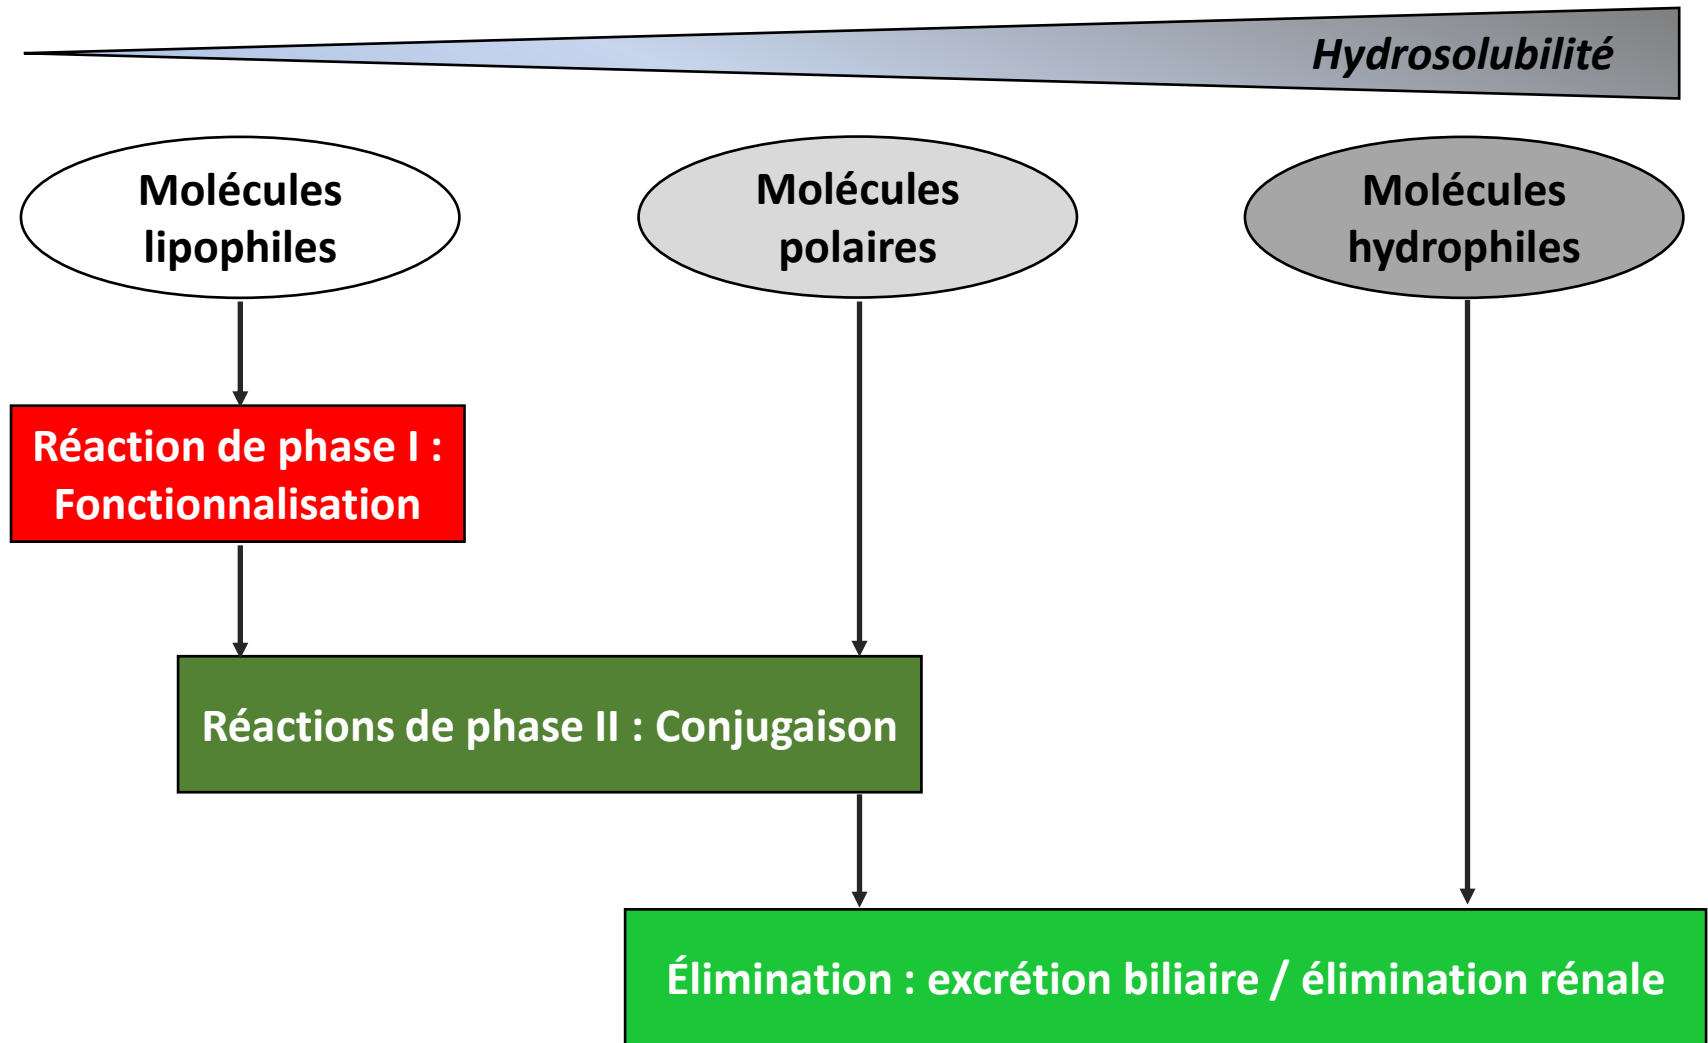 Hydrosolubilité
Molécules
lipophiles
Molécules
polaires
Molécules
hydrophiles
Réaction de phase I :
Fonctionnalisation
Réactions de phase II : Conjugaison
Élimination : excrétion biliaire / élimination rénale